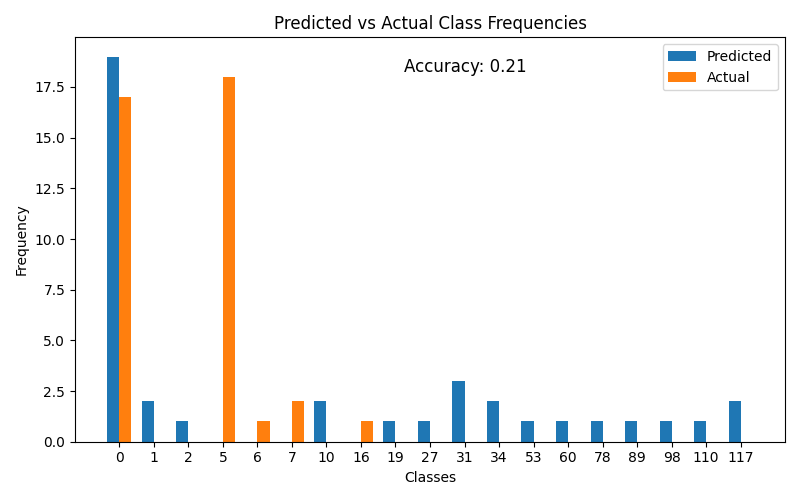 Predicted vs Actual Class Frequencies
Accuracy: 0.21
Predicted
Actual
Frequency
17.5
15.0
12.5
10.0
7.5
5.0
2.5
0.0
0 1 2 5 6 7 10 16 19 27 31 34 53 60 78 89 98 110 117
Classes